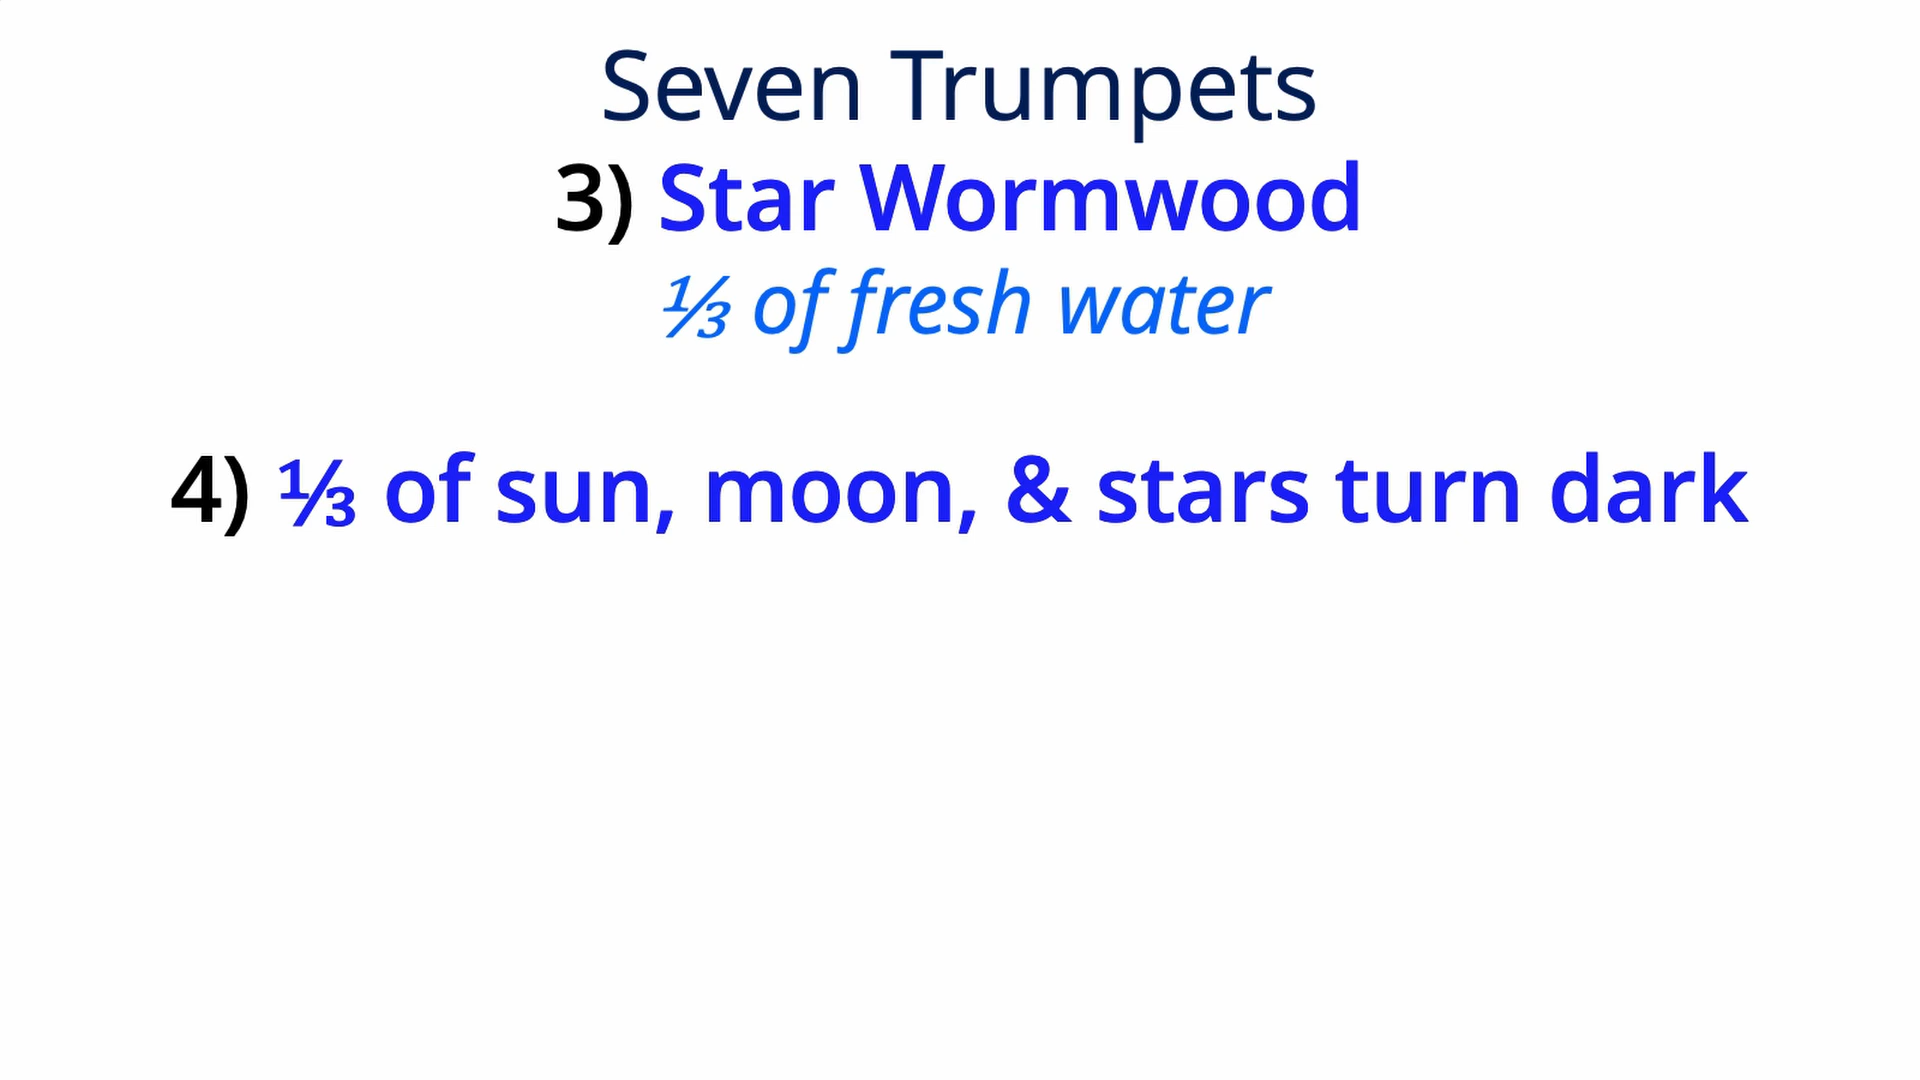 Seven Trumpets
3) Star Wormwood
⅓ of fresh water
4) ⅓ of sun, moon, & stars turn dark